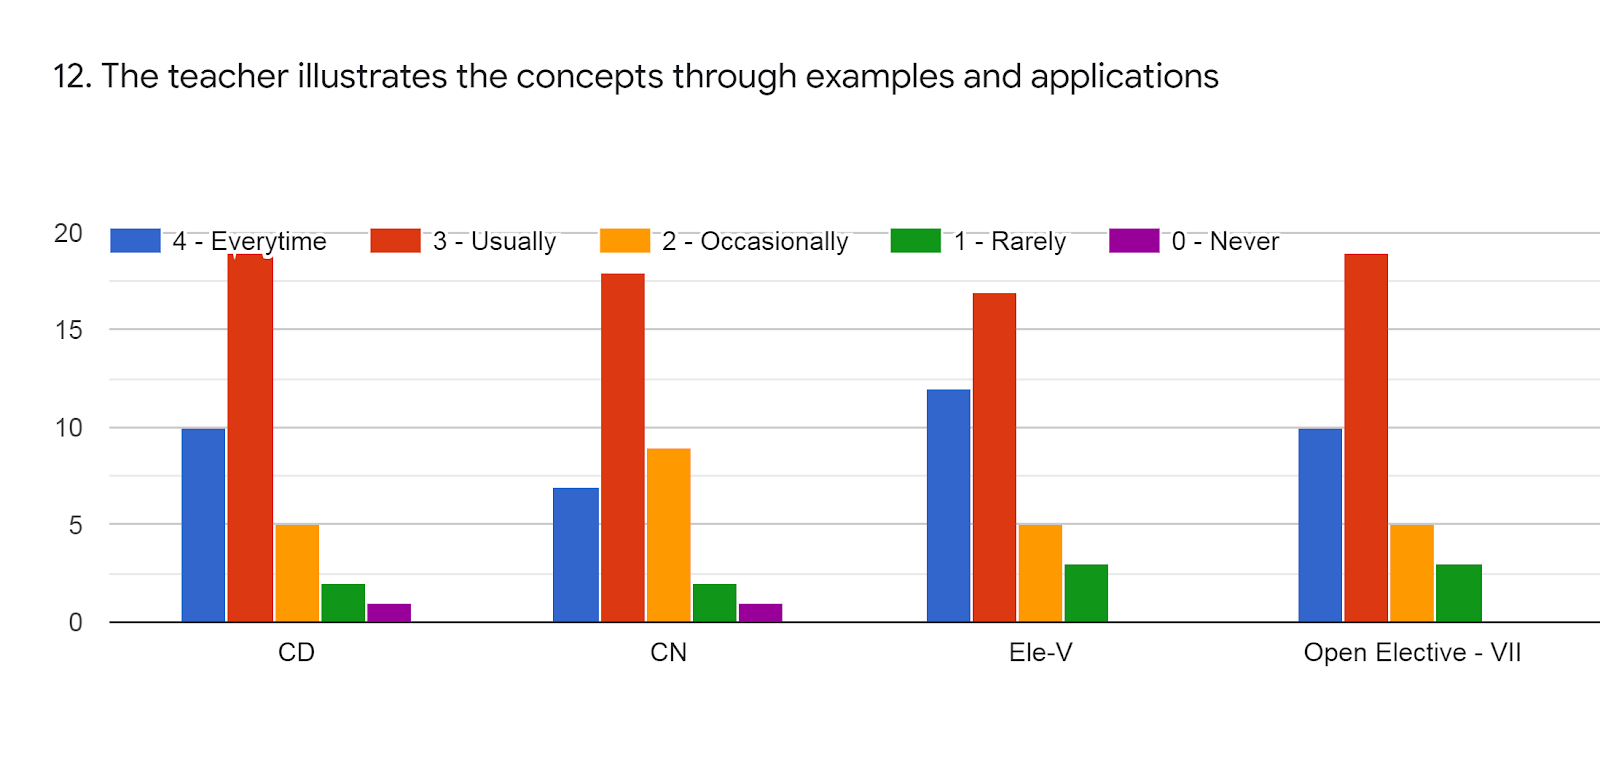 12. The teacher illustrates the concepts through examples and applications
20
4 - Everytime 3 - Usually 2 - Occasionally 1 - Rarely 0 - Never
15
10
5
0
CD CN Ele-V Open Elective - VII